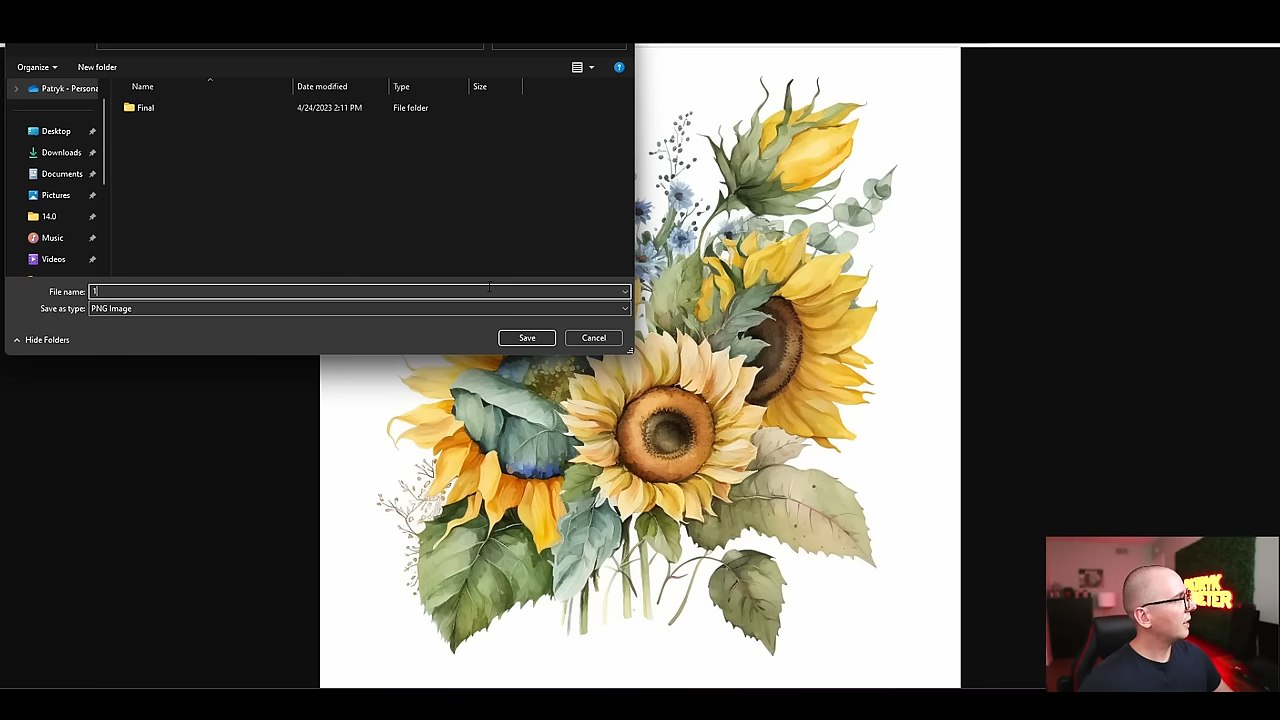 Organize
New folder
Name
Date modified
Type
Size
Patryk - Persona
Final
4/24/2023 2:11 PM
File folder
Desktop
Downloads
Documents
Pictures
14.0
Music
Videos
File name: 1
Save as type: PNG Image
Hide Folders
Save
Cancel